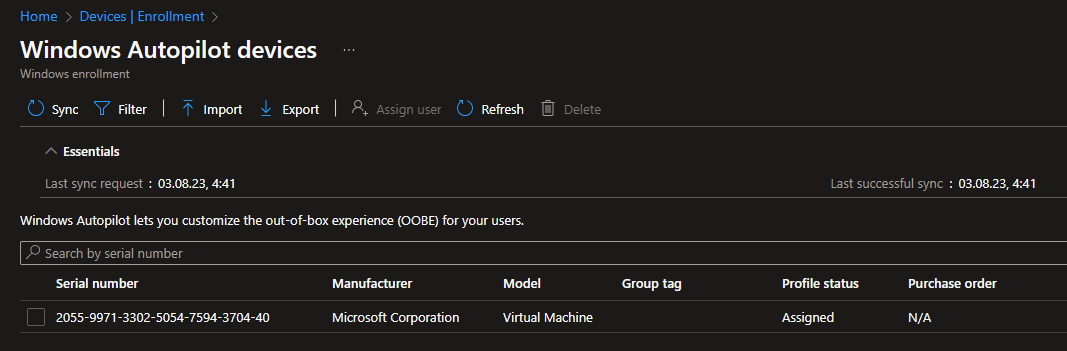 Home > Devices | Enrollment >
Windows Autopilot devices ...
Windows enrollment
Sync Filter Import Export Assign user Refresh Delete
Essentials
Last sync request : 03.08.23, 4:41 Last successful sync : 03.08.23, 4:41
Windows Autopilot lets you customize the out-of-box experience (OOBE) for your users.
Search by serial number
Serial number Manufacturer Model Group tag Profile status Purchase order
2055-9971-3302-5054-7594-3704-40 Microsoft Corporation Virtual Machine Assigned N/A